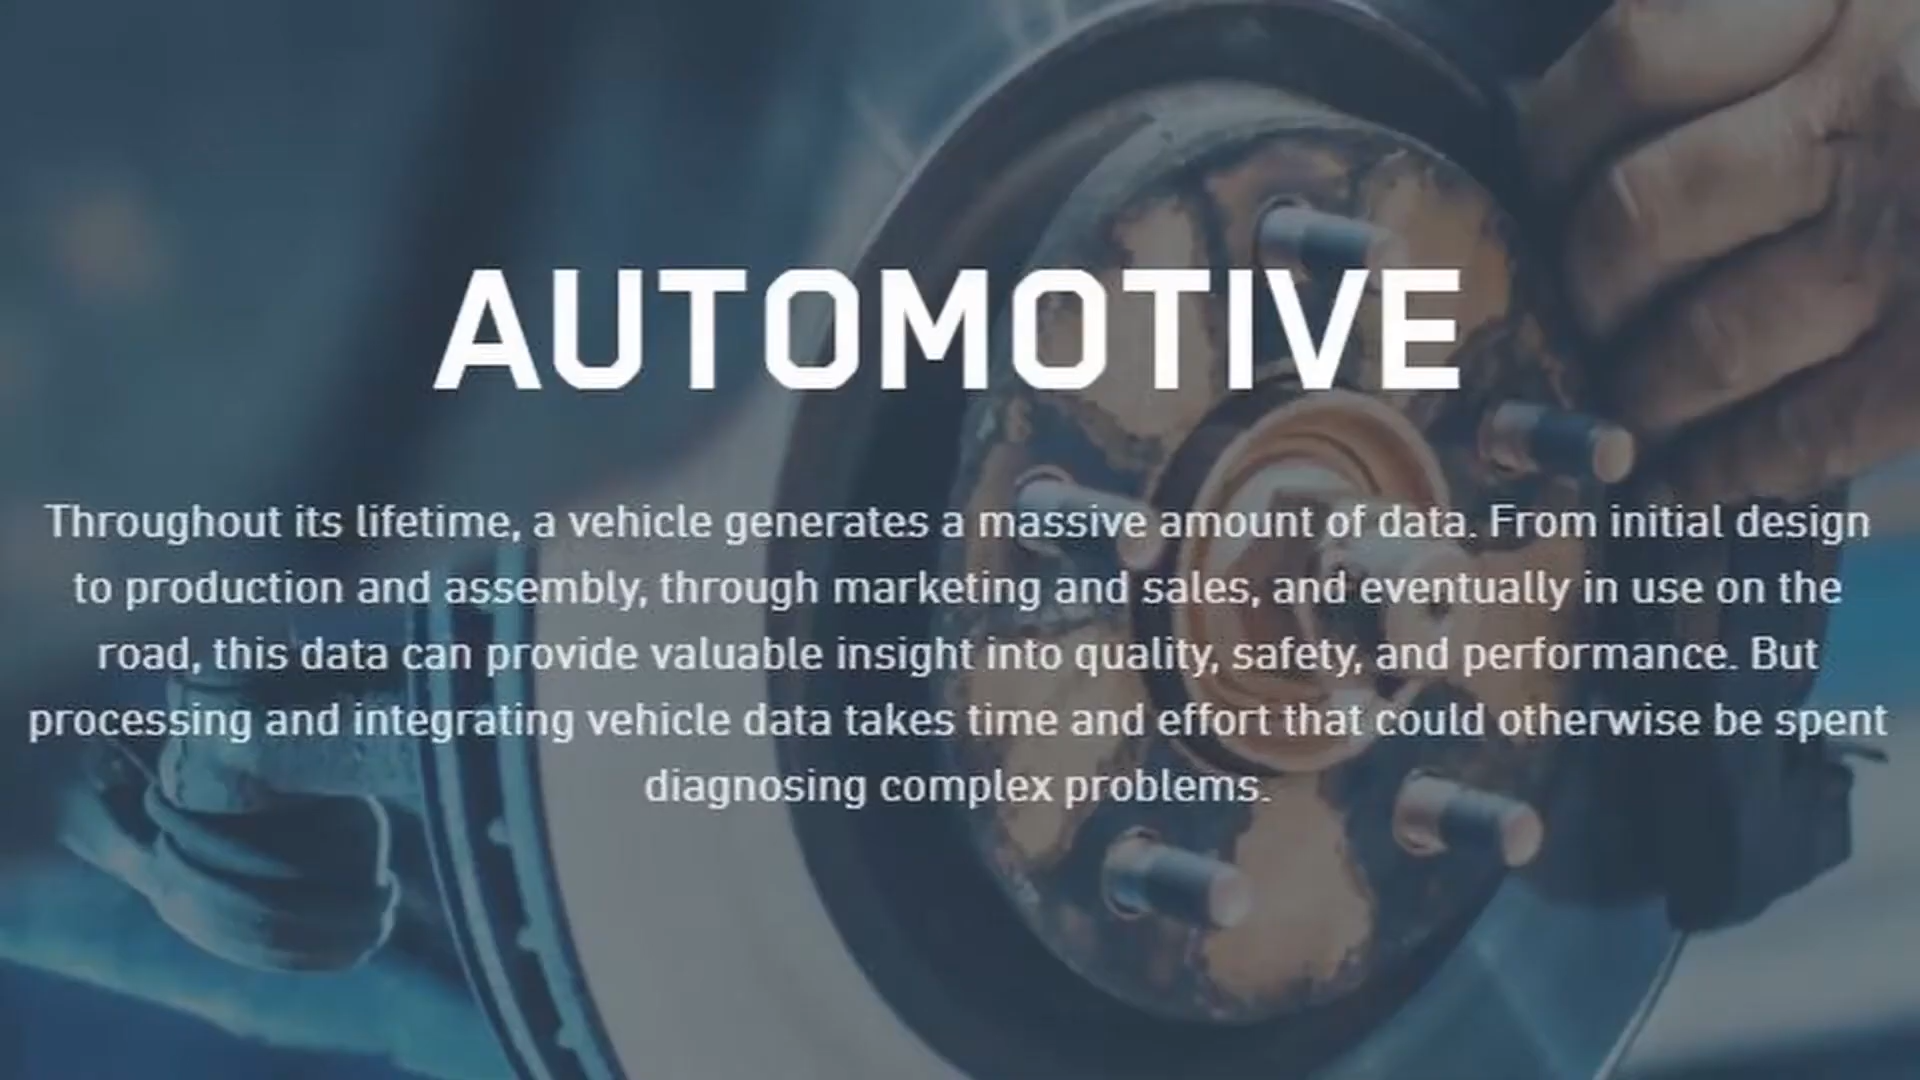 AUTOMOTIVE
Throughout its lifetime, a vehicle generates a massive amount of data. From initial design
to production and assembly, through marketing and sales, and eventually in use on the
road, this data can provide valuable insight into quality, safety, and performance. But
processing and integrating vehicle data takes time and effort that could otherwise be spent
diagnosing complex problems.